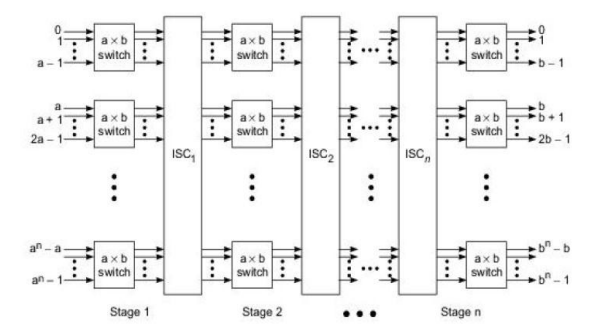 0
1
a – 1
a × b
switch
a × b
switch
a × b
switch
0
1
b – 1
a
a + 1
2a – 1
a × b
switch
a × b
switch
a × b
switch
b
b + 1
2b – 1
ISC1
ISC2
ISCn
aⁿ – a
aⁿ – 1
a × b
switch
a × b
switch
a × b
switch
bⁿ – b
bⁿ – 1
Stage 1
Stage 2
Stage n